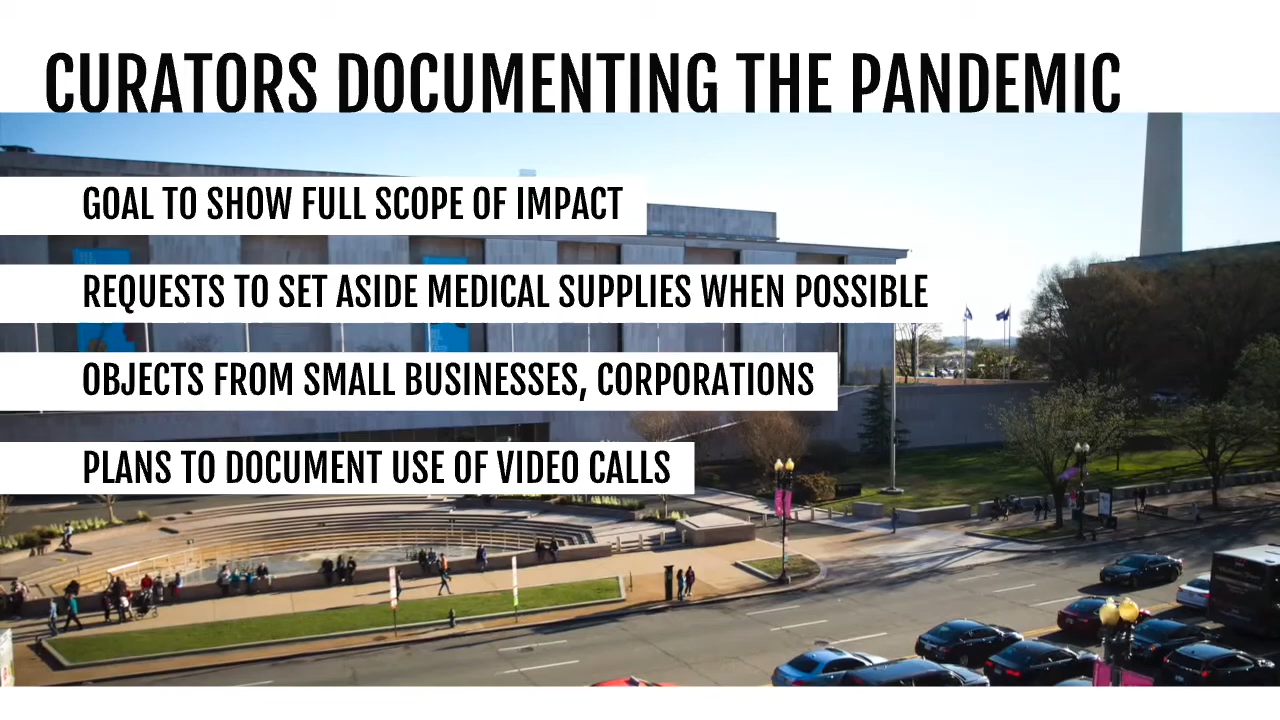 CURATORS DOCUMENTING THE PANDEMIC
GOAL TO SHOW FULL SCOPE OF IMPACT
REQUESTS TO SET ASIDE MEDICAL SUPPLIES WHEN POSSIBLE
OBJECTS FROM SMALL BUSINESSES, CORPORATIONS
PLANS TO DOCUMENT USE OF VIDEO CALLS